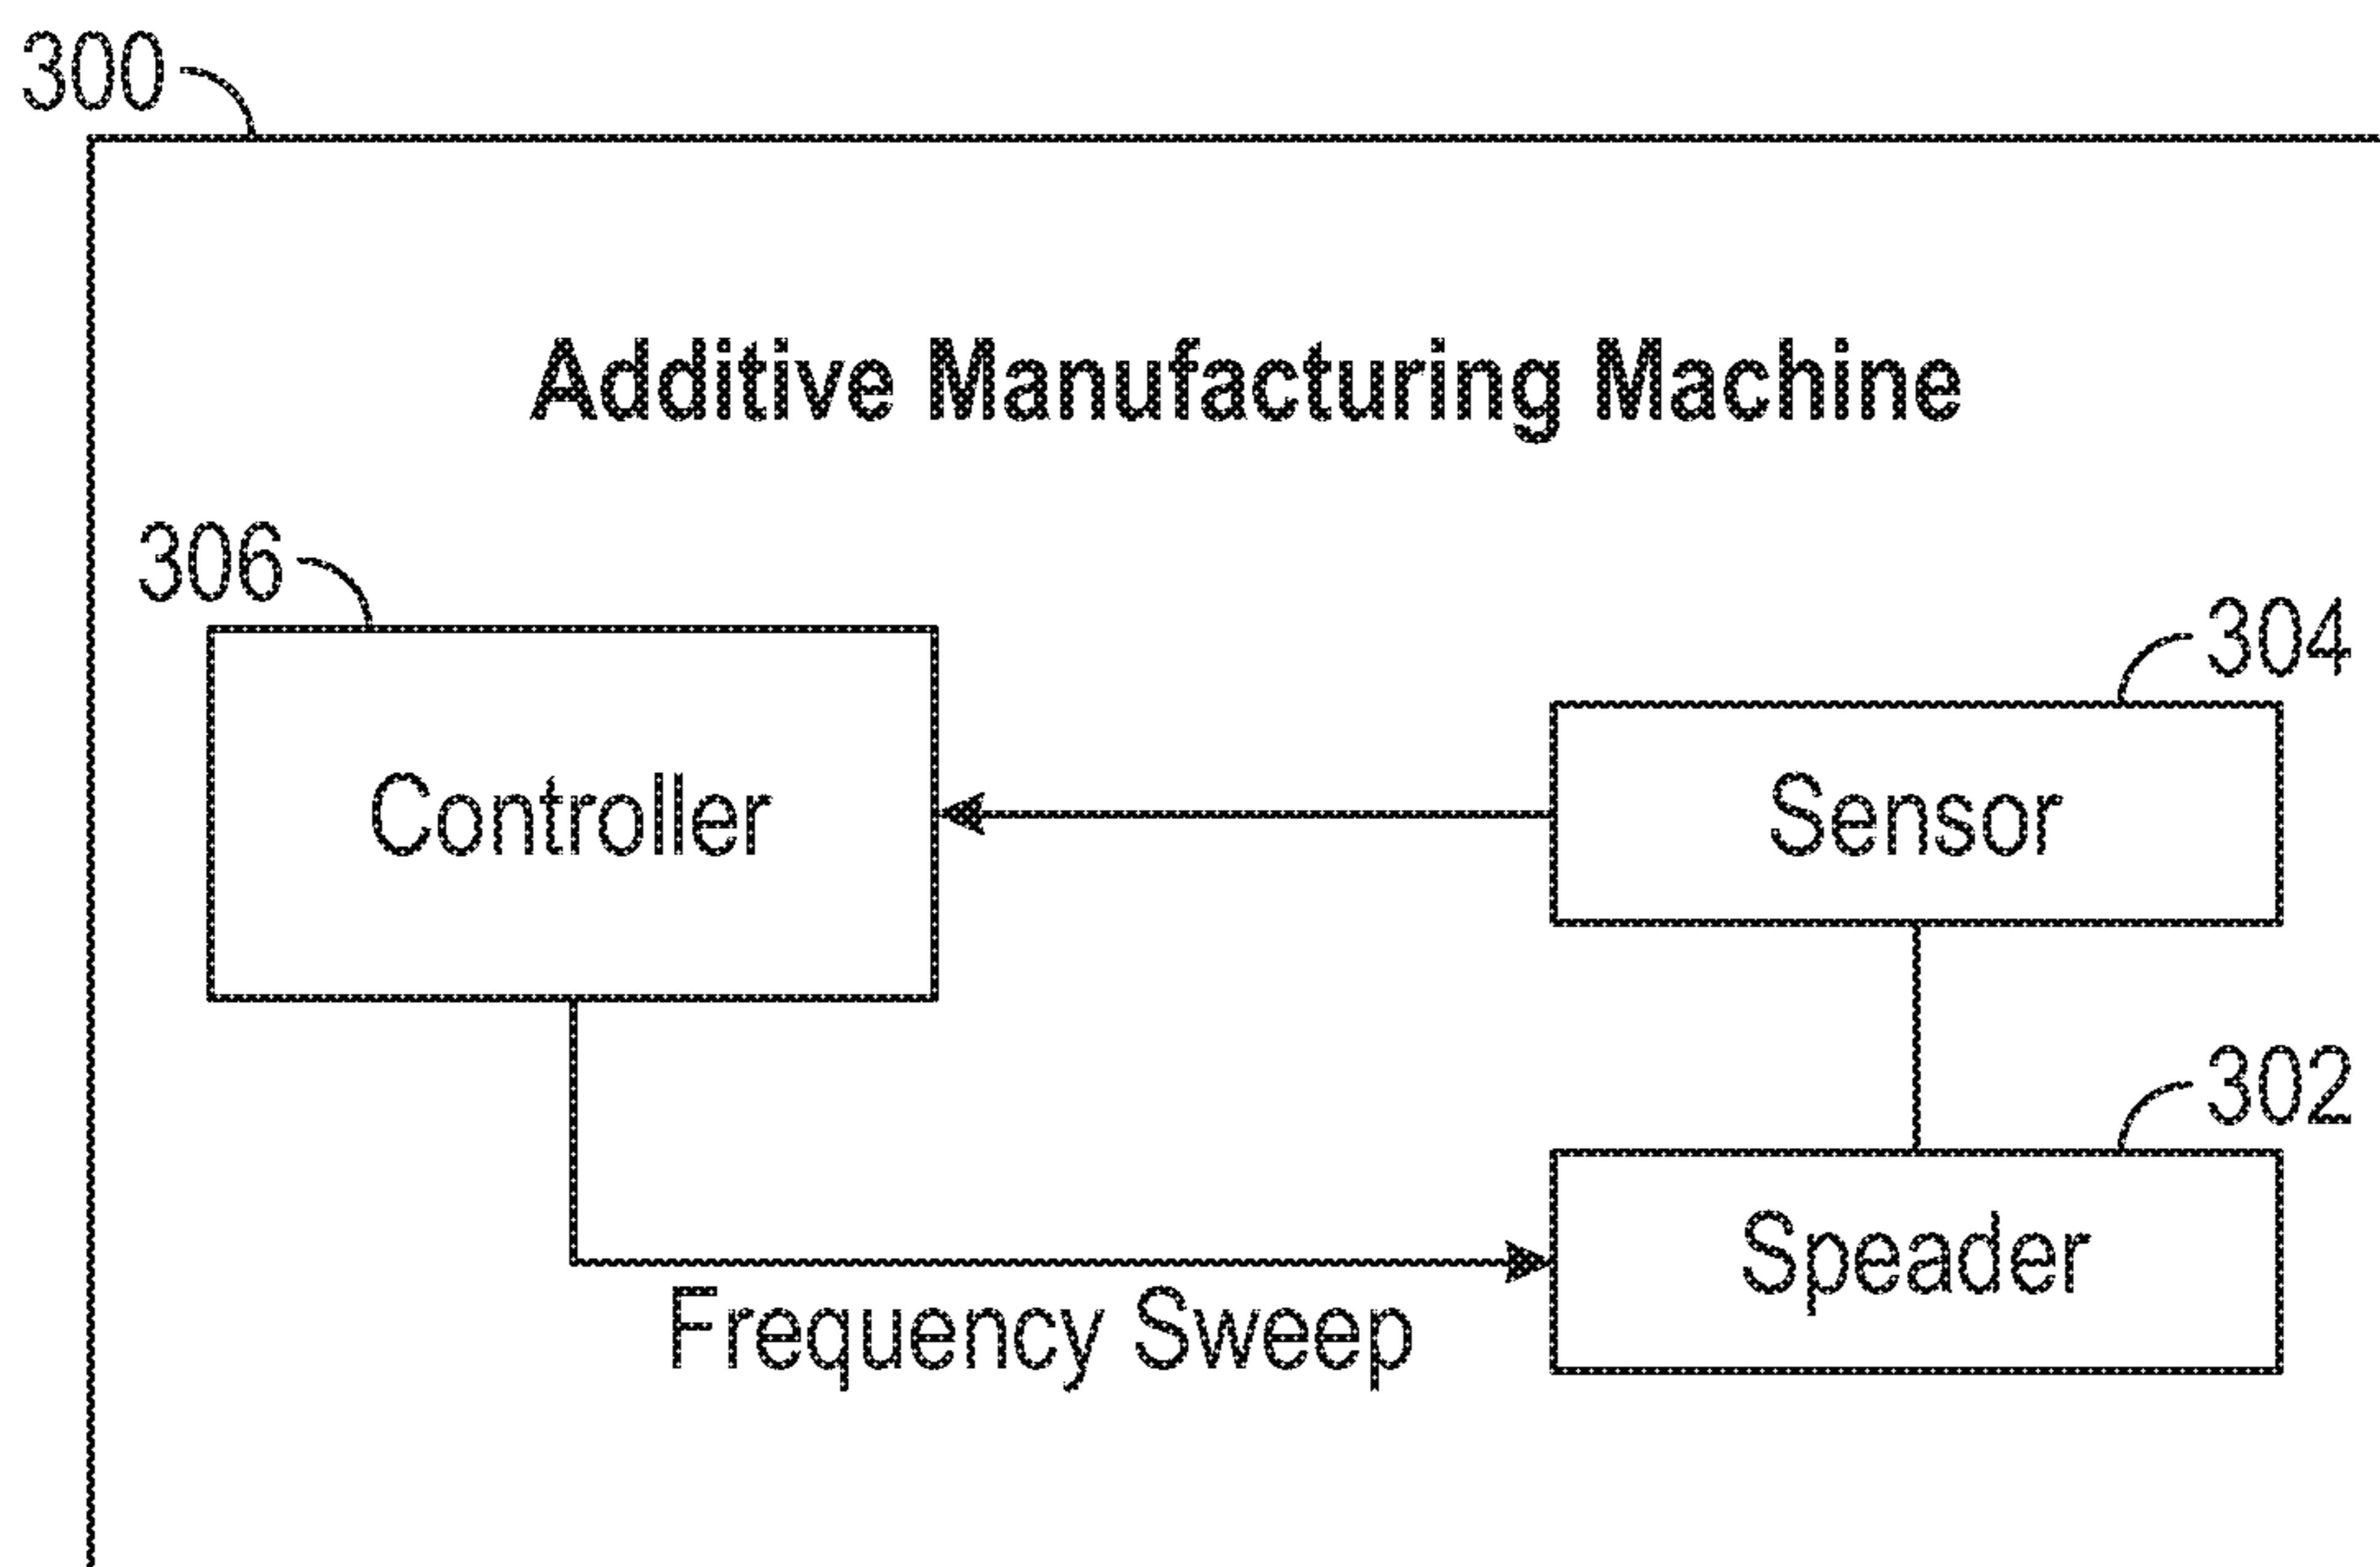 300
Additive Manufacturing Machine
306
304
Controller
Sensor
302
Speader
Frequency Sweep